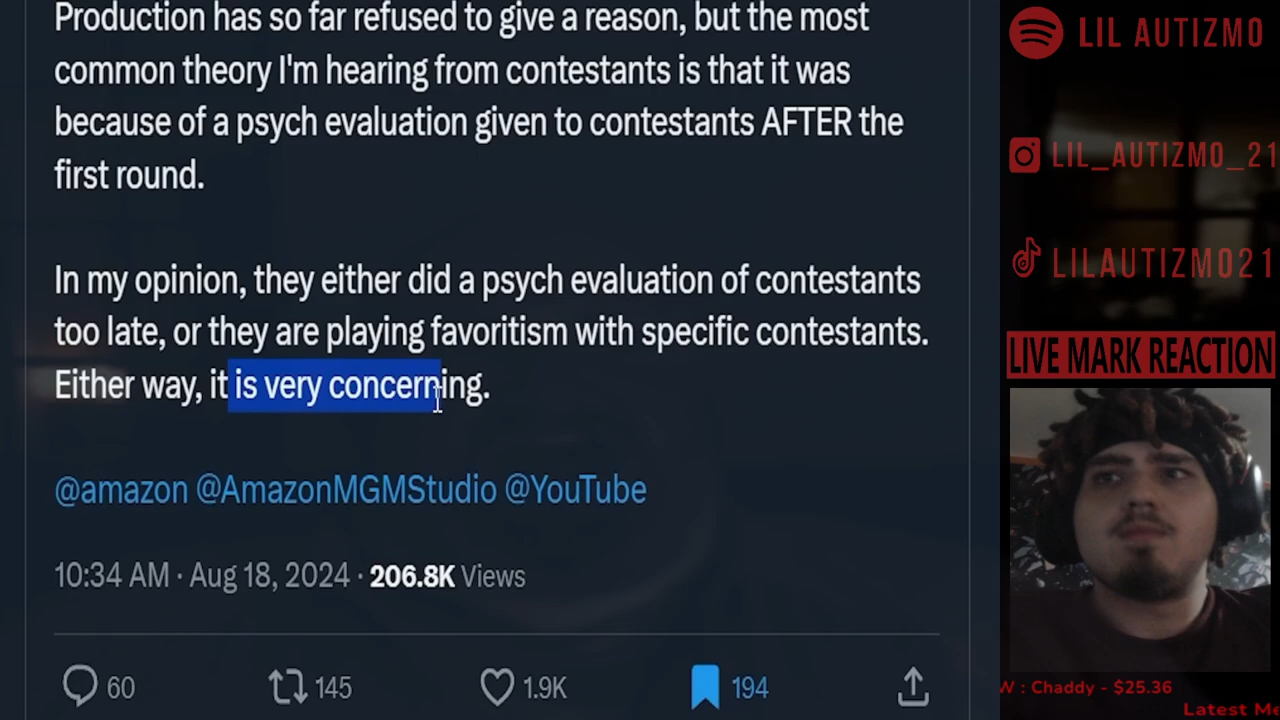 Production has so far refused to give a reason, but the most
common theory I'm hearing from contestants is that it was
because of a psych evaluation given to contestants AFTER the
first round.
In my opinion, they either did a psych evaluation of contestants
too late, or they are playing favoritism with specific contestants.
Either way, it is very concerning.
@amazon @AmazonMGMStudio @YouTube
10:34 AM · Aug 18, 2024 · 206.8K Views
60 145 1.9K 194
LIL AUTIZMO
LIL_AUTIZMO_21
LILAUTIZMO21
LIVE MARK REACTION
W : Chaddy - $25.36
Latest Me